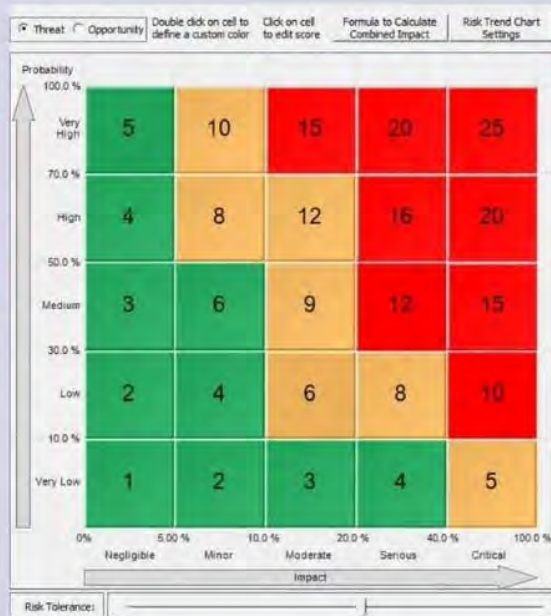 Threat Opportunity Double click on cell to define a custom color Click on cell to edit score Formula to Calculate Combined Impact Risk Trend Chart Settings
Probability
100.0 %
Very High 5 10 15 20 25
70.0 %
High 4 8 12 16 20
50.0 %
Medium 3 6 9 12 15
30.0 %
Low 2 4 6 8 10
10.0 %
Very Low 1 2 3 4 5
0% 5.00 % 10.0 % 20.0 % 40.0 % 100.0 %
Negligible Minor Moderate Serious Critical
Impact
Risk Tolerance: